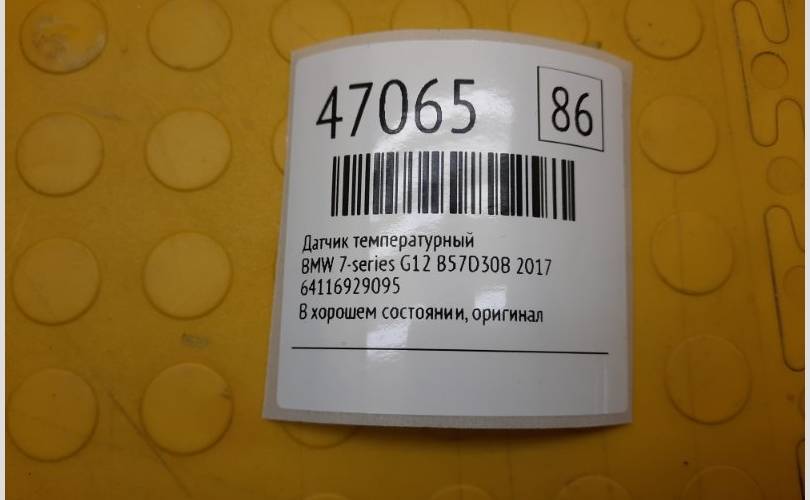 47065
86
Датчик температурный
BMW 7-series G12 B57D30B 2017
64116929095
В хорошем состоянии, оригинал